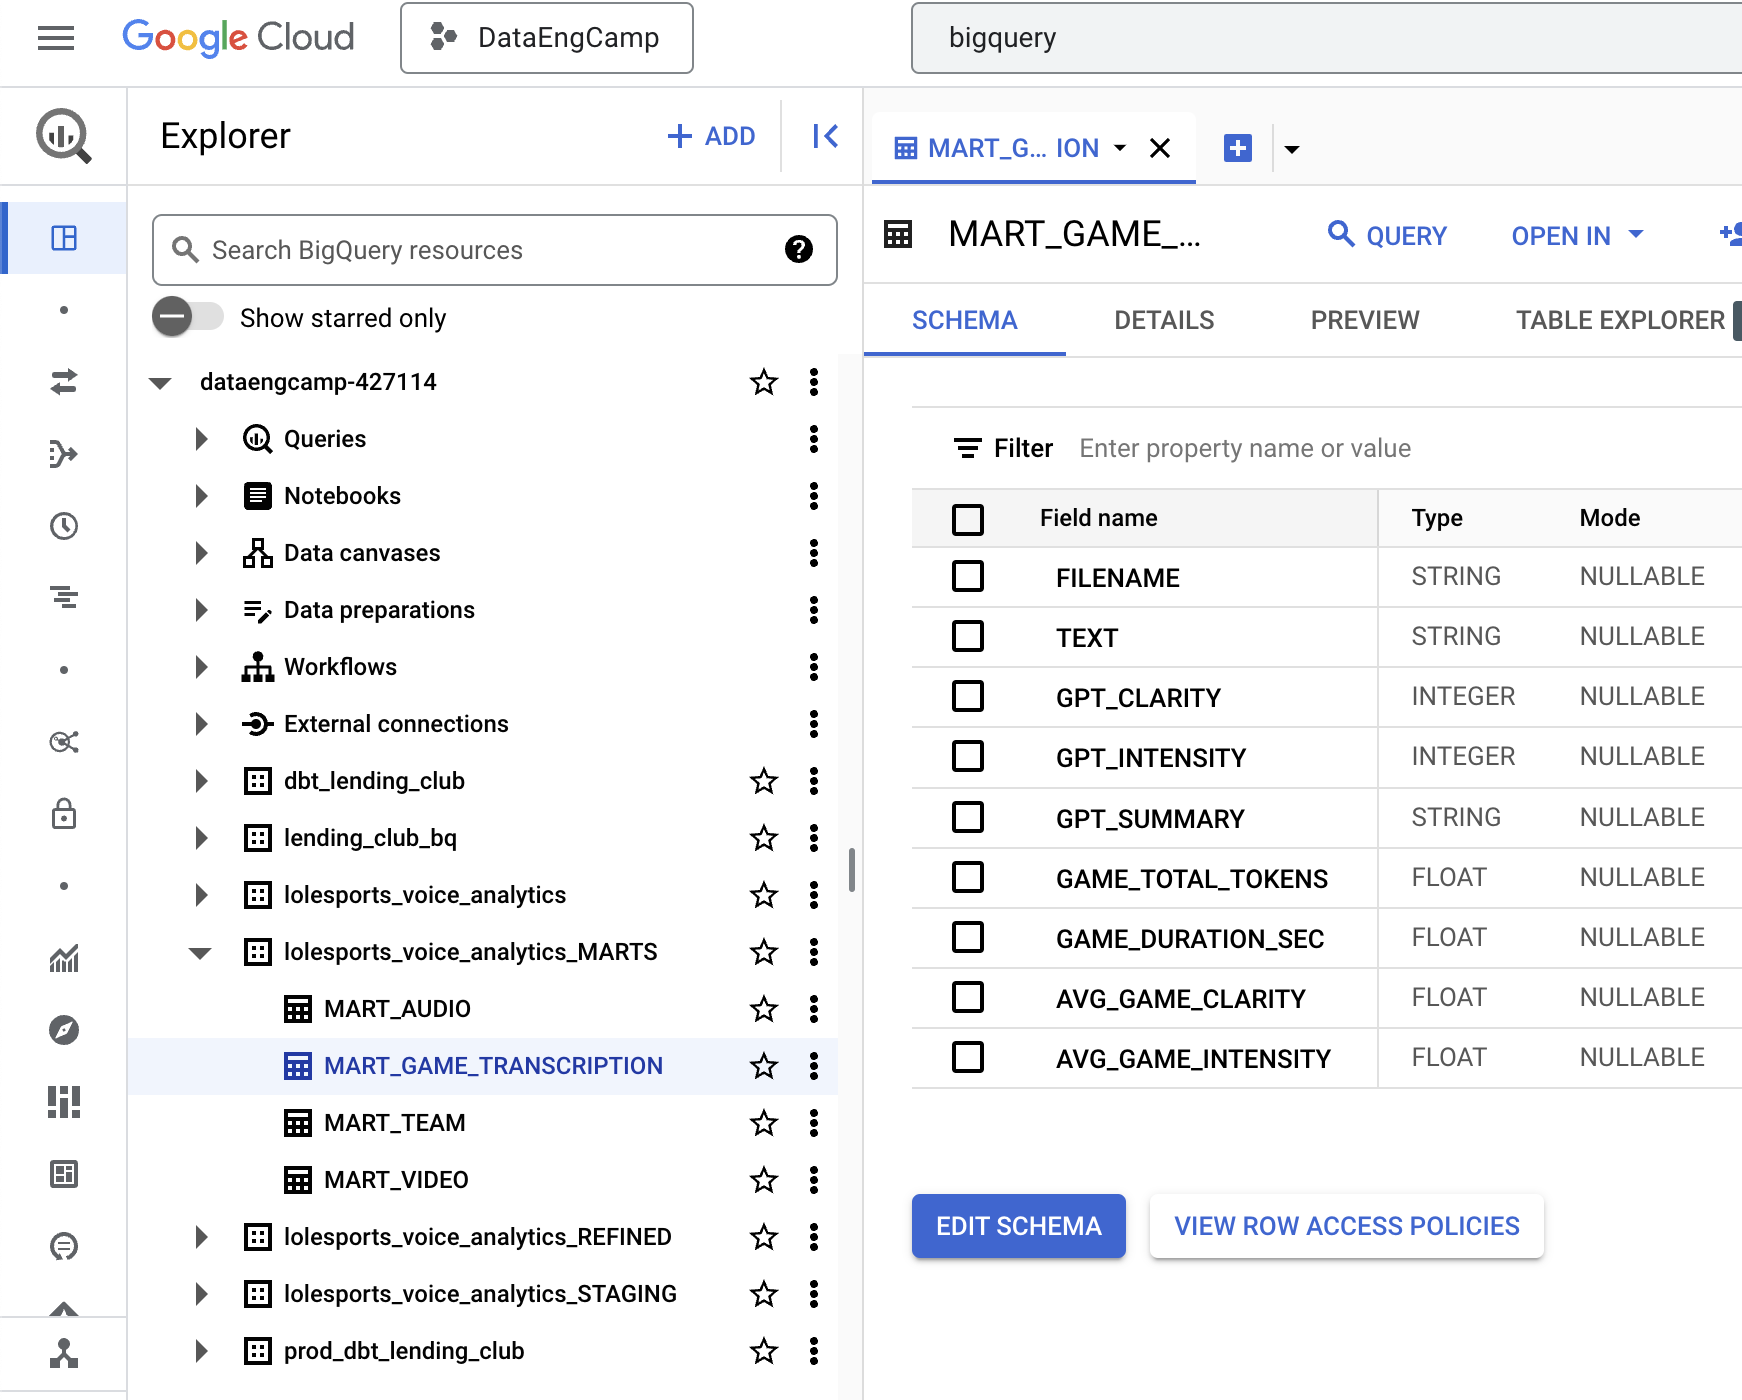 Google Cloud
DataEngCamp
bigquery
Explorer
ADD
MART_G... ION
Search BigQuery resources
Show starred only
MART_GAME_...
QUERY
OPEN IN
SCHEMA
DETAILS
PREVIEW
TABLE EXPLORER
dataengcamp-427114
Queries
Notebooks
Data canvases
Data preparations
Workflows
External connections
dbt_lending_club
lending_club_bq
lolesports_voice_analytics
lolesports_voice_analytics_MARTS
MART_AUDIO
MART_GAME_TRANSCRIPTION
MART_TEAM
MART_VIDEO
lolesports_voice_analytics_REFINED
lolesports_voice_analytics_STAGING
prod_dbt_lending_club
Filter Enter property name or value
Field name Type Mode
FILENAME STRING NULLABLE
TEXT STRING NULLABLE
GPT_CLARITY INTEGER NULLABLE
GPT_INTENSITY INTEGER NULLABLE
GPT_SUMMARY STRING NULLABLE
GAME_TOTAL_TOKENS FLOAT NULLABLE
GAME_DURATION_SEC FLOAT NULLABLE
AVG_GAME_CLARITY FLOAT NULLABLE
AVG_GAME_INTENSITY FLOAT NULLABLE
EDIT SCHEMA
VIEW ROW ACCESS POLICIES